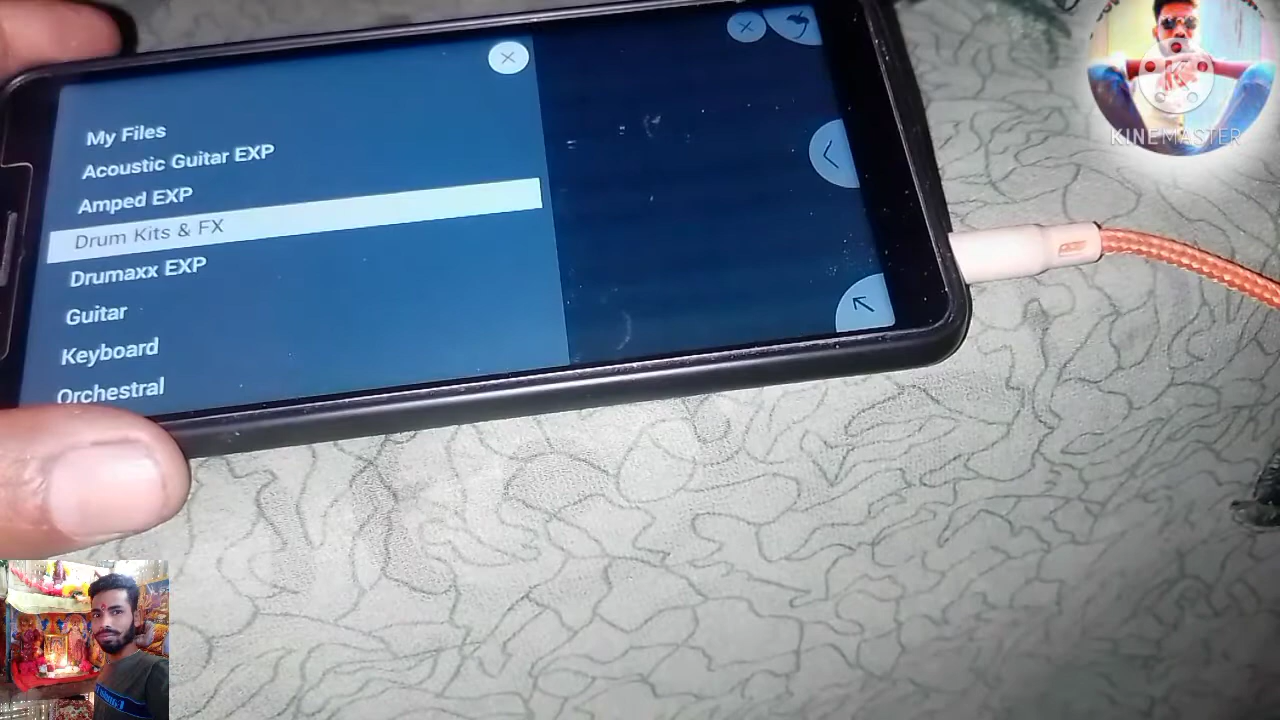 My Files
Acoustic Guitar EXP
Amped EXP
Drum Kits & FX
Drumaxx EXP
Guitar
Keyboard
Orchestral
KINEMASTER